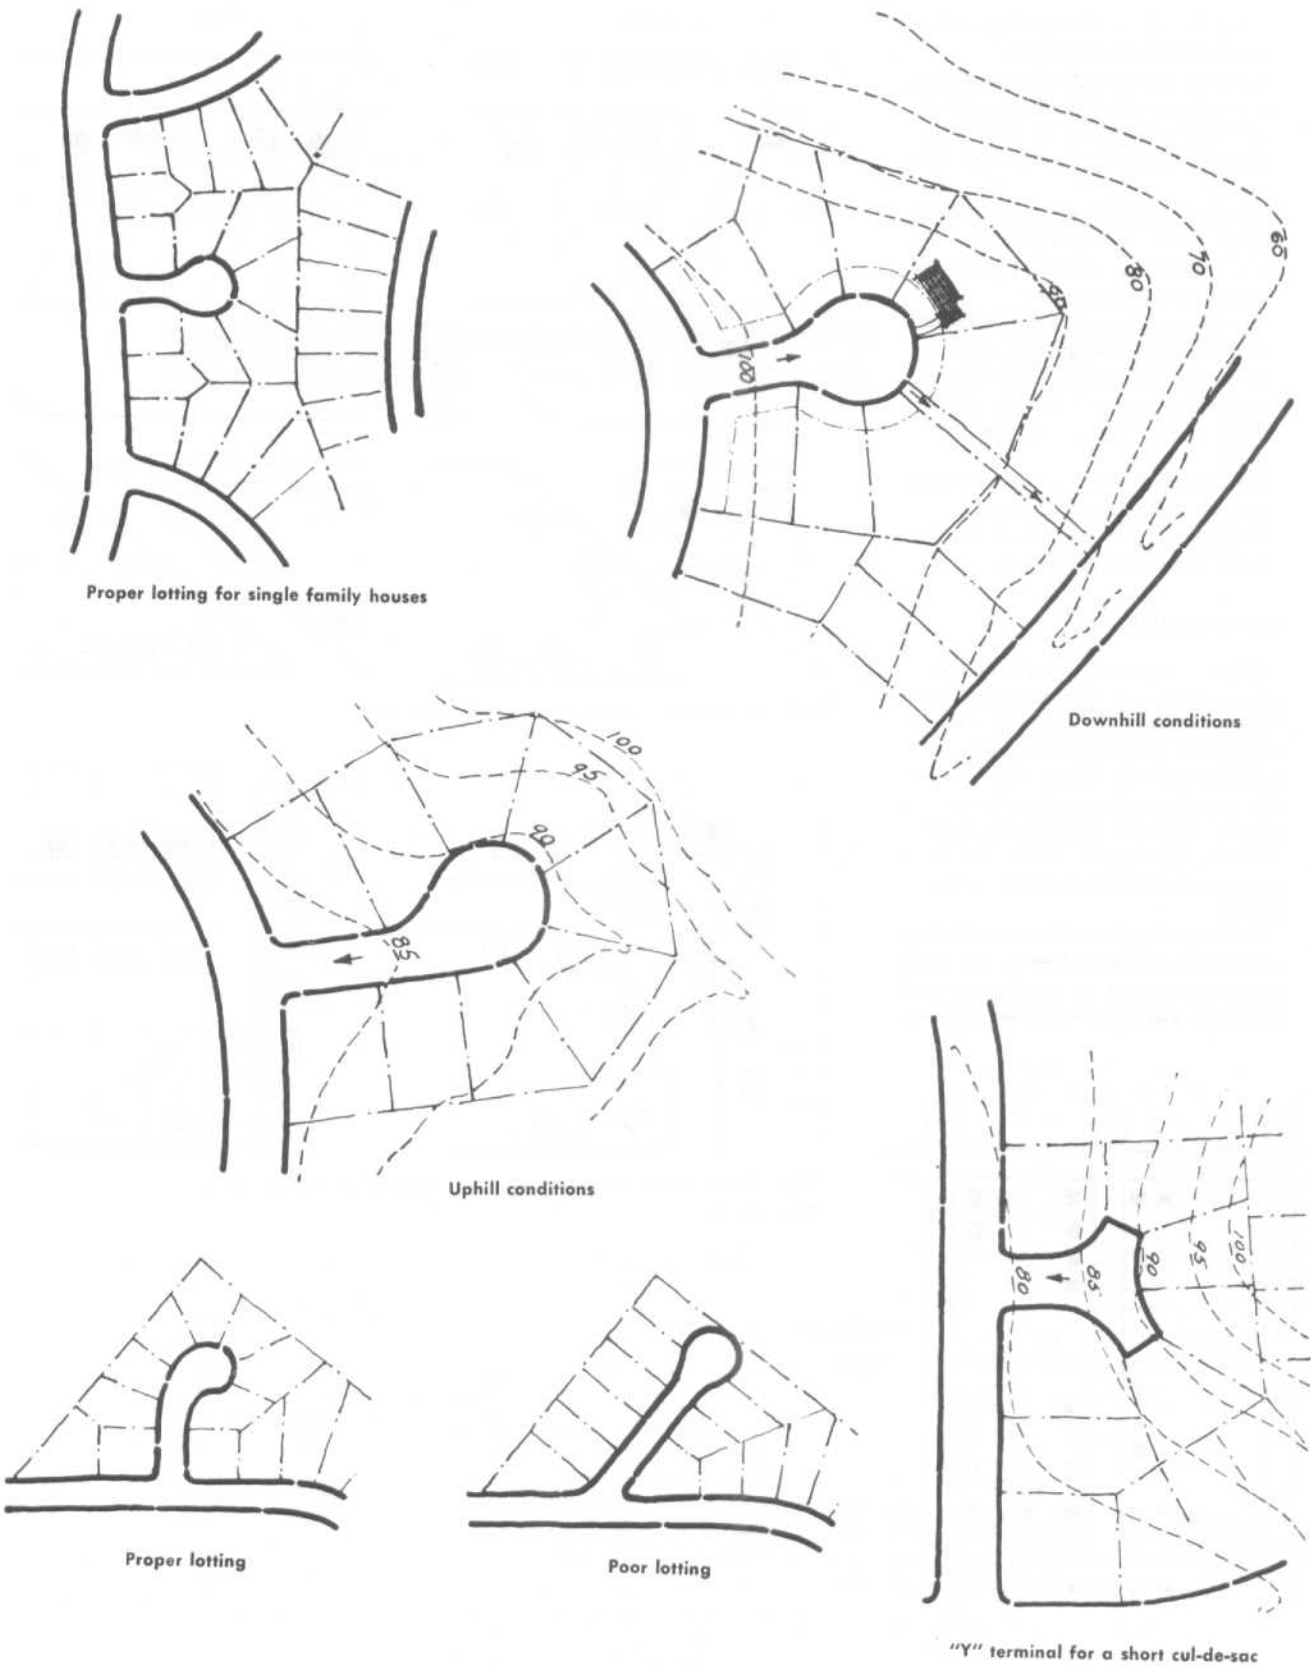 Proper lotting for single family houses
60
70
80
90
100
Downhill conditions
100
95
90
85
Uphill conditions
80
85
90
95
100
Proper lotting
Poor lotting
"Y" terminal for a short cul-de-sac